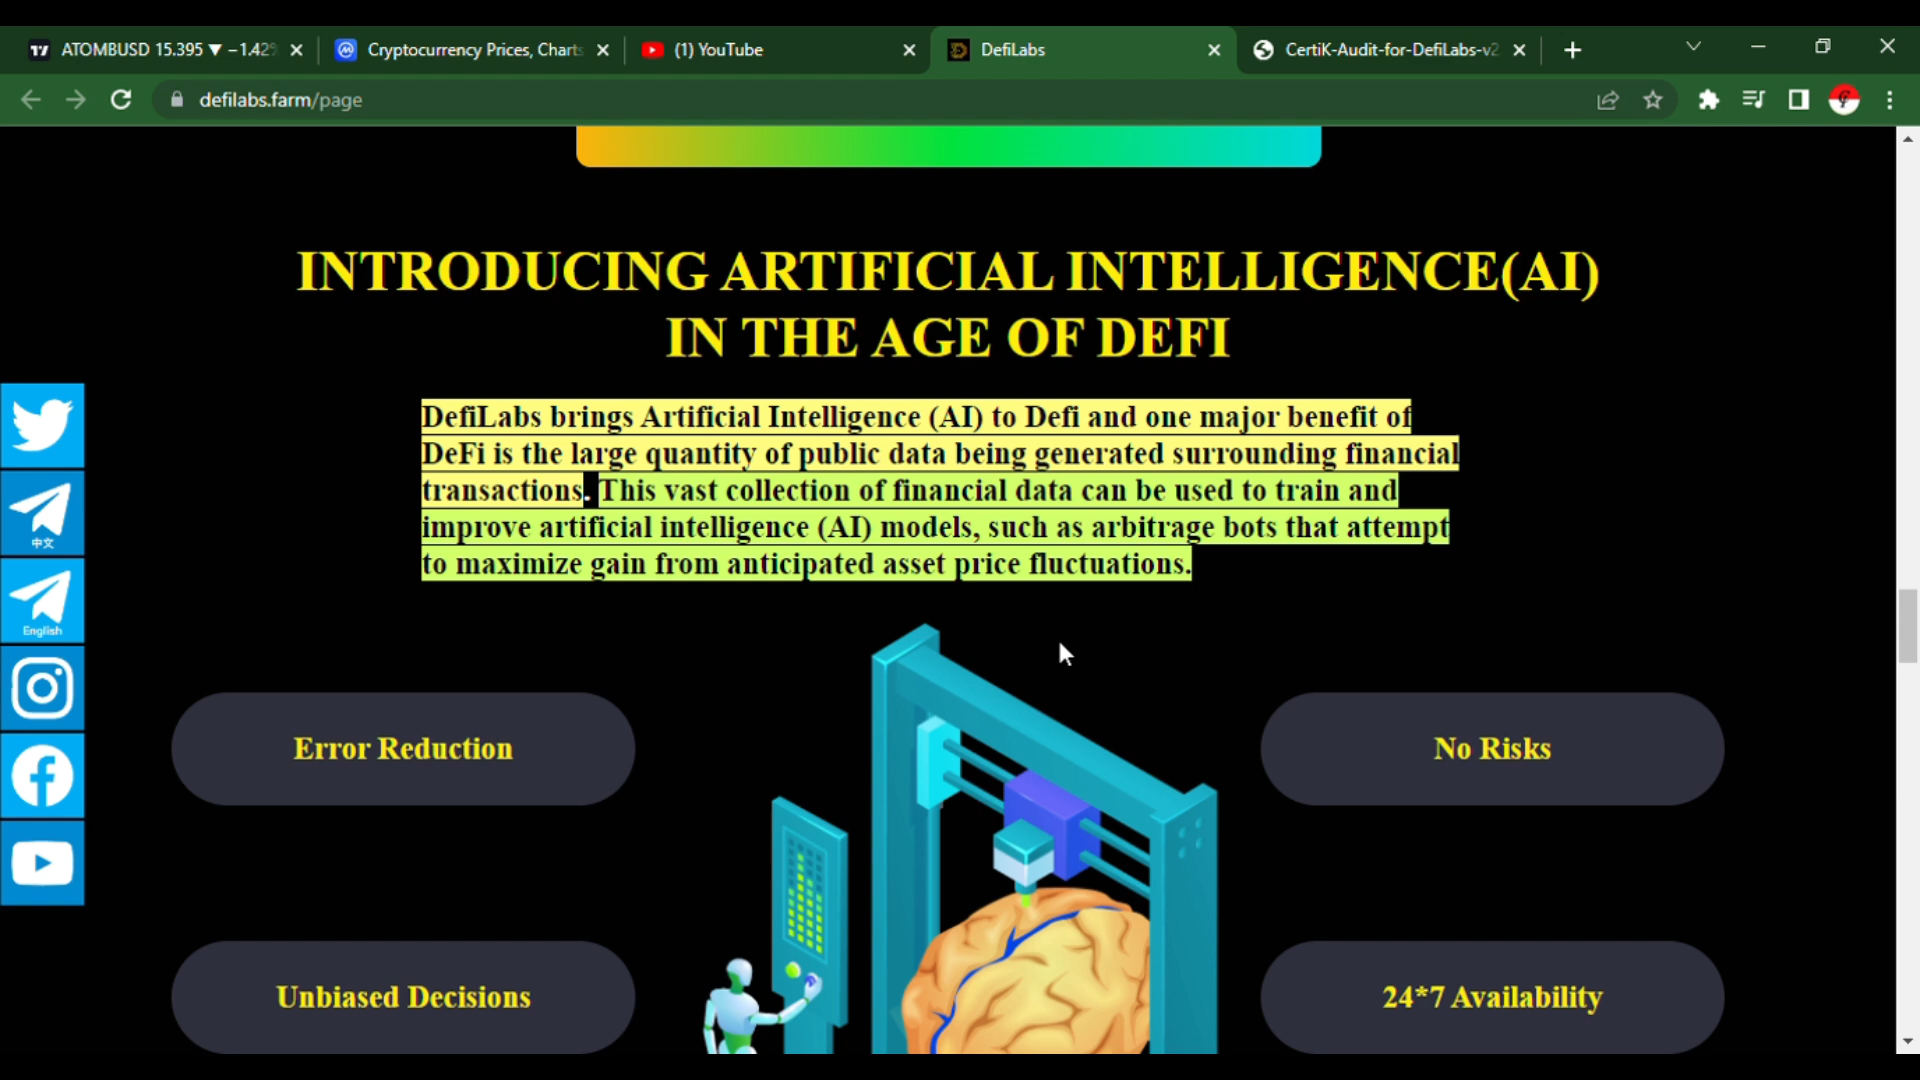 ATOMBUSD 15.395 ▼ −1.42%
Cryptocurrency Prices, Charts
(1) YouTube
DefiLabs
CertiK-Audit-for-DefiLabs-v2
defilabs.farm/page
INTRODUCING ARTIFICIAL INTELLIGENCE(AI)
IN THE AGE OF DEFI
DefiLabs brings Artificial Intelligence (AI) to Defi and one major benefit of
DeFi is the large quantity of public data being generated surrounding financial
transactions. This vast collection of financial data can be used to train and
improve artificial intelligence (AI) models, such as arbitrage bots that attempt
to maximize gain from anticipated asset price fluctuations.
中文
English
Error Reduction
No Risks
Unbiased Decisions
24*7 Availability